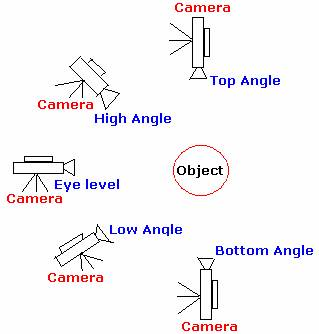 Camera
Top Angle
Camera
High Angle
Object
Eye level
Camera
Low Angle
Bottom Angle
Camera
Camera